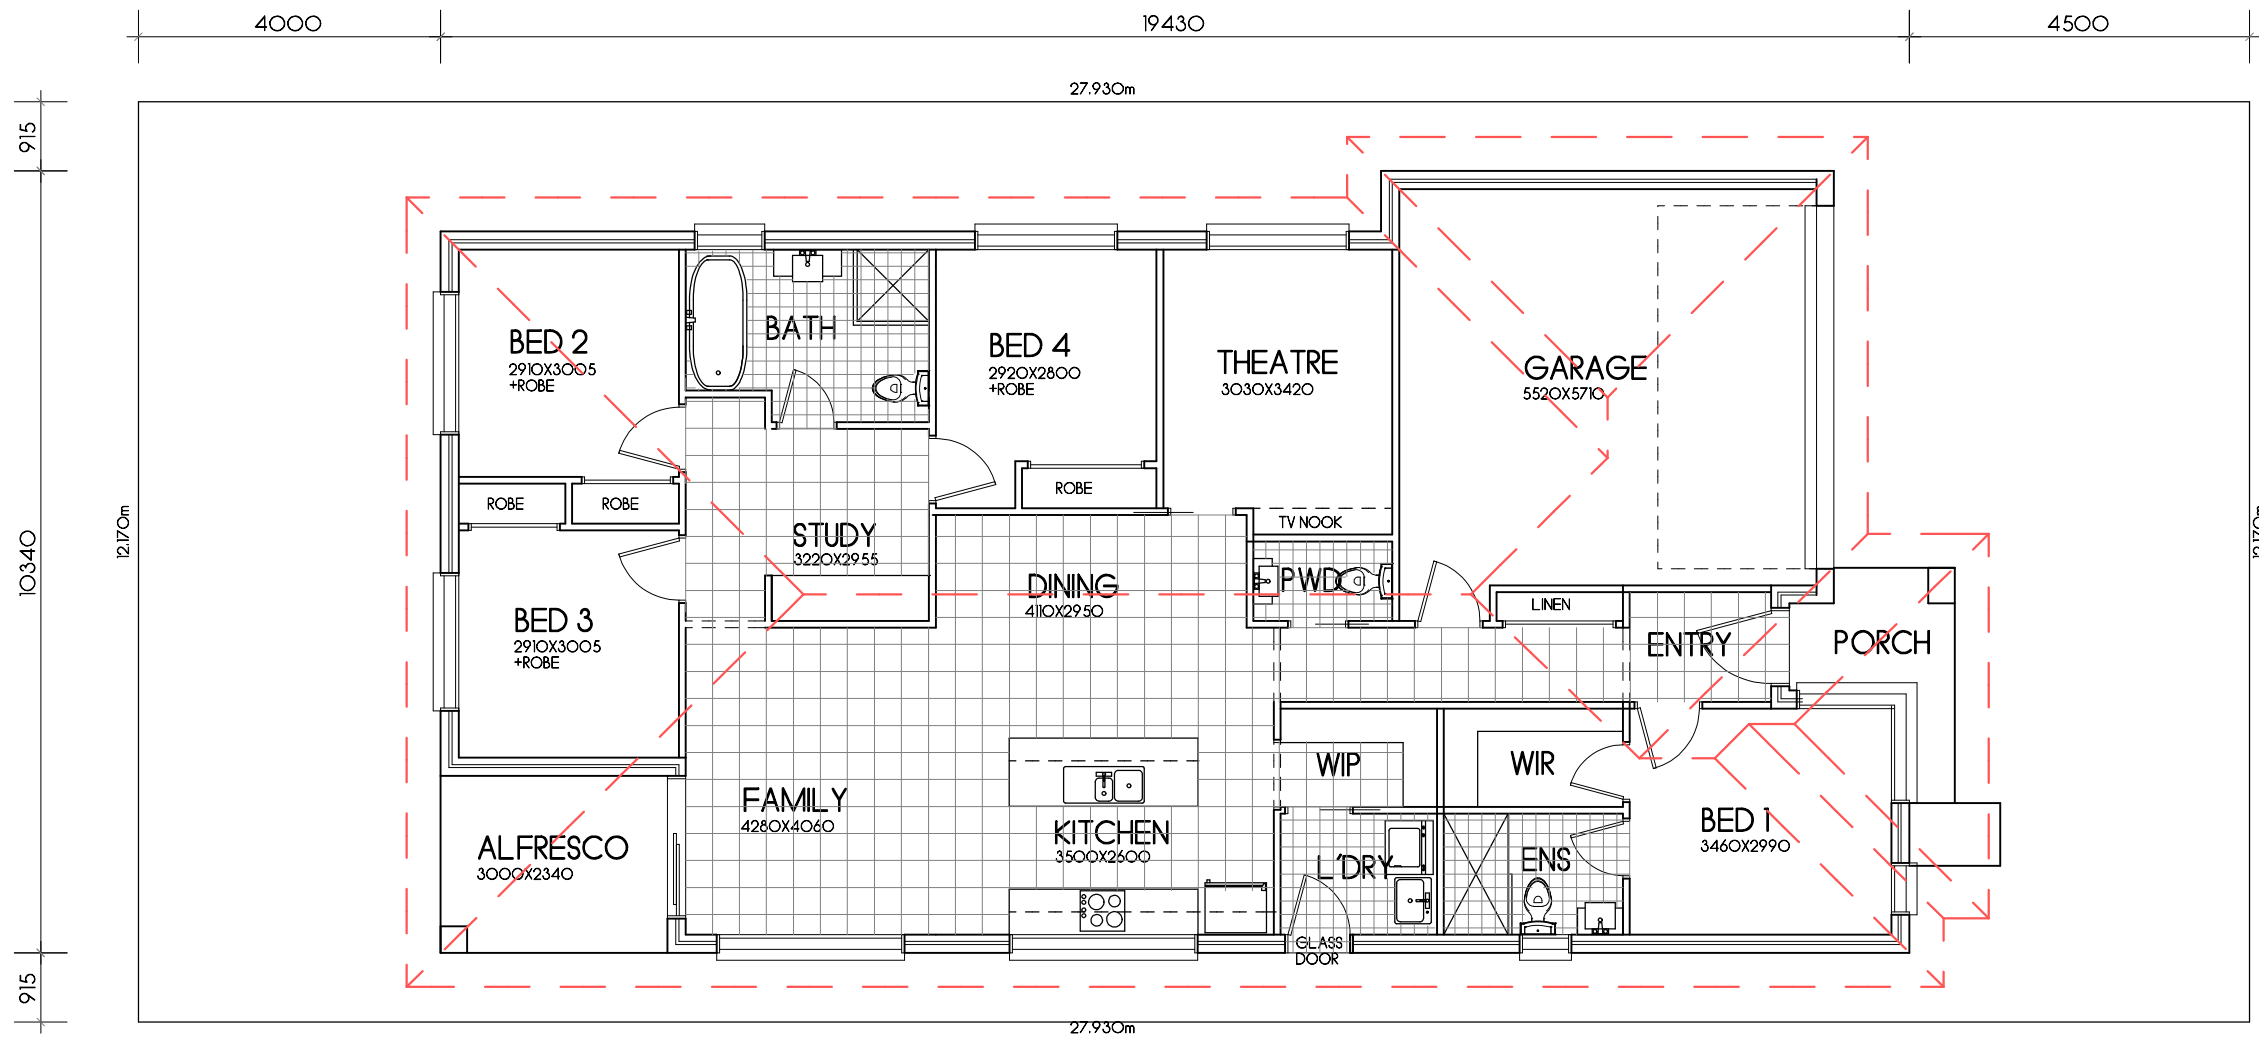 4000
19430
4500
27.930m
915
10340
915
12.170m
12.170m
BED 2
2910X3005
+ROBE
BATH
BED 4
2920X2800
+ROBE
THEATRE
3030X3420
GARAGE
5520X5710
ROBE
ROBE
ROBE
TV NOOK
STUDY
3220X2955
DINING
4110X2950
PWD
LINEN
BED 3
2910X3005
+ROBE
ENTRY
PORCH
WIP
WIR
FAMILY
4280X4060
KITCHEN
3500X2600
BED 1
3460X2990
ALFRESCO
3000X2340
L'DRY
ENS
GLASS
DOOR
27.930m